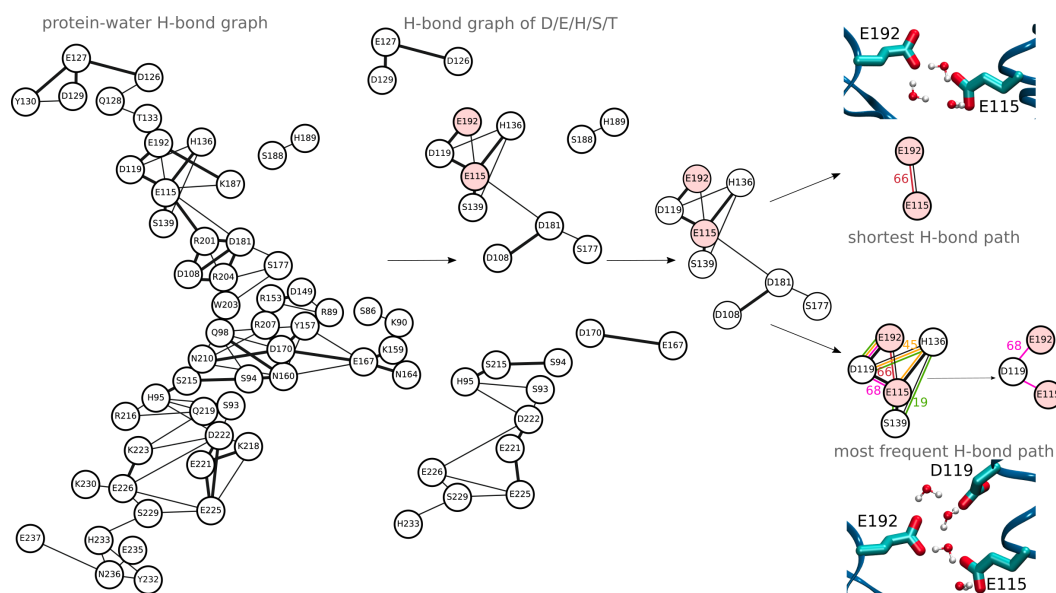 protein-water H-bond graph
E127
D126
Y130
D129
Q128
T133
E192
H136
D119
K187
E115
S139
H189
S188
R201
D181
D108
R204
S177
W203
R153
D149
R89
R207
Y157
Q98
D170
N210
E167
S86
K90
K159
N164
S215
S94
N160
H95
S93
R216
Q219
D222
K218
K223
E221
K230
E226
S229
E225
E237
H233
E235
N236
Y232
H-bond graph of D/E/H/S/T
E127
D126
D129
E192
H136
D119
E115
S139
H189
S188
D181
D108
S177
D170
E167
S215
S94
H95
S93
D222
E221
E226
S229
E225
H233
E192
H136
D119
E115
S139
D181
D108
S177
E192
E115
E192
66
E115
shortest H-bond path
E192
H136
45
D119
66
68
E115
19
S139
E192
68
D119
E115
most frequent H-bond path
D119
E192
E115